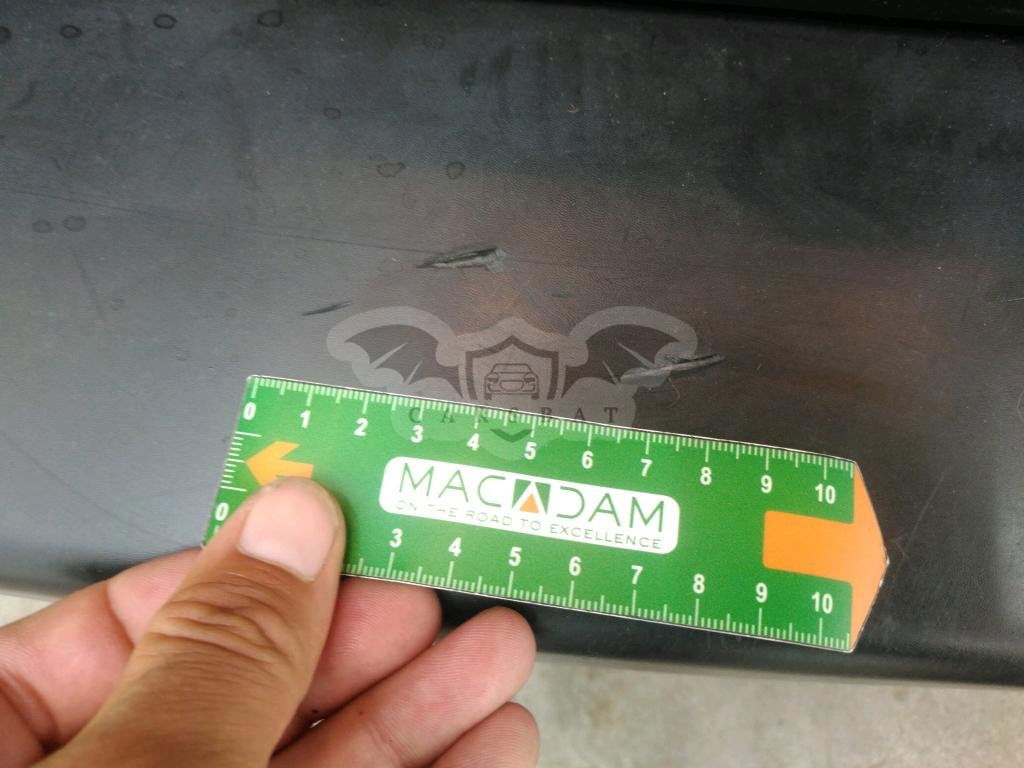 CARSBAT
0 1 2 3 4 5 6 7 8 9 10
MACADAM
ON THE ROAD TO EXCELLENCE
0 3 4 5 6 7 8 9 10